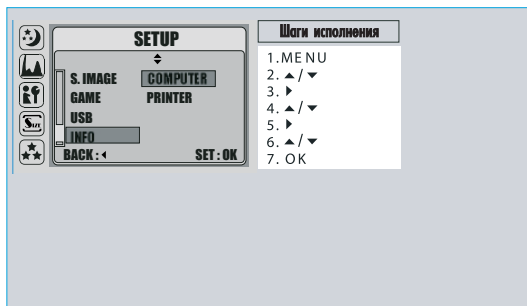 SETUP
S. IMAGE COMPUTER
GAME PRINTER
USB
INFO
BACK : SET : OK
Size
Шаги исполнения
1.MENU
2. ▲/▼
3. ▶
4. ▲/▼
5. ▶
6. ▲/▼
7. OK